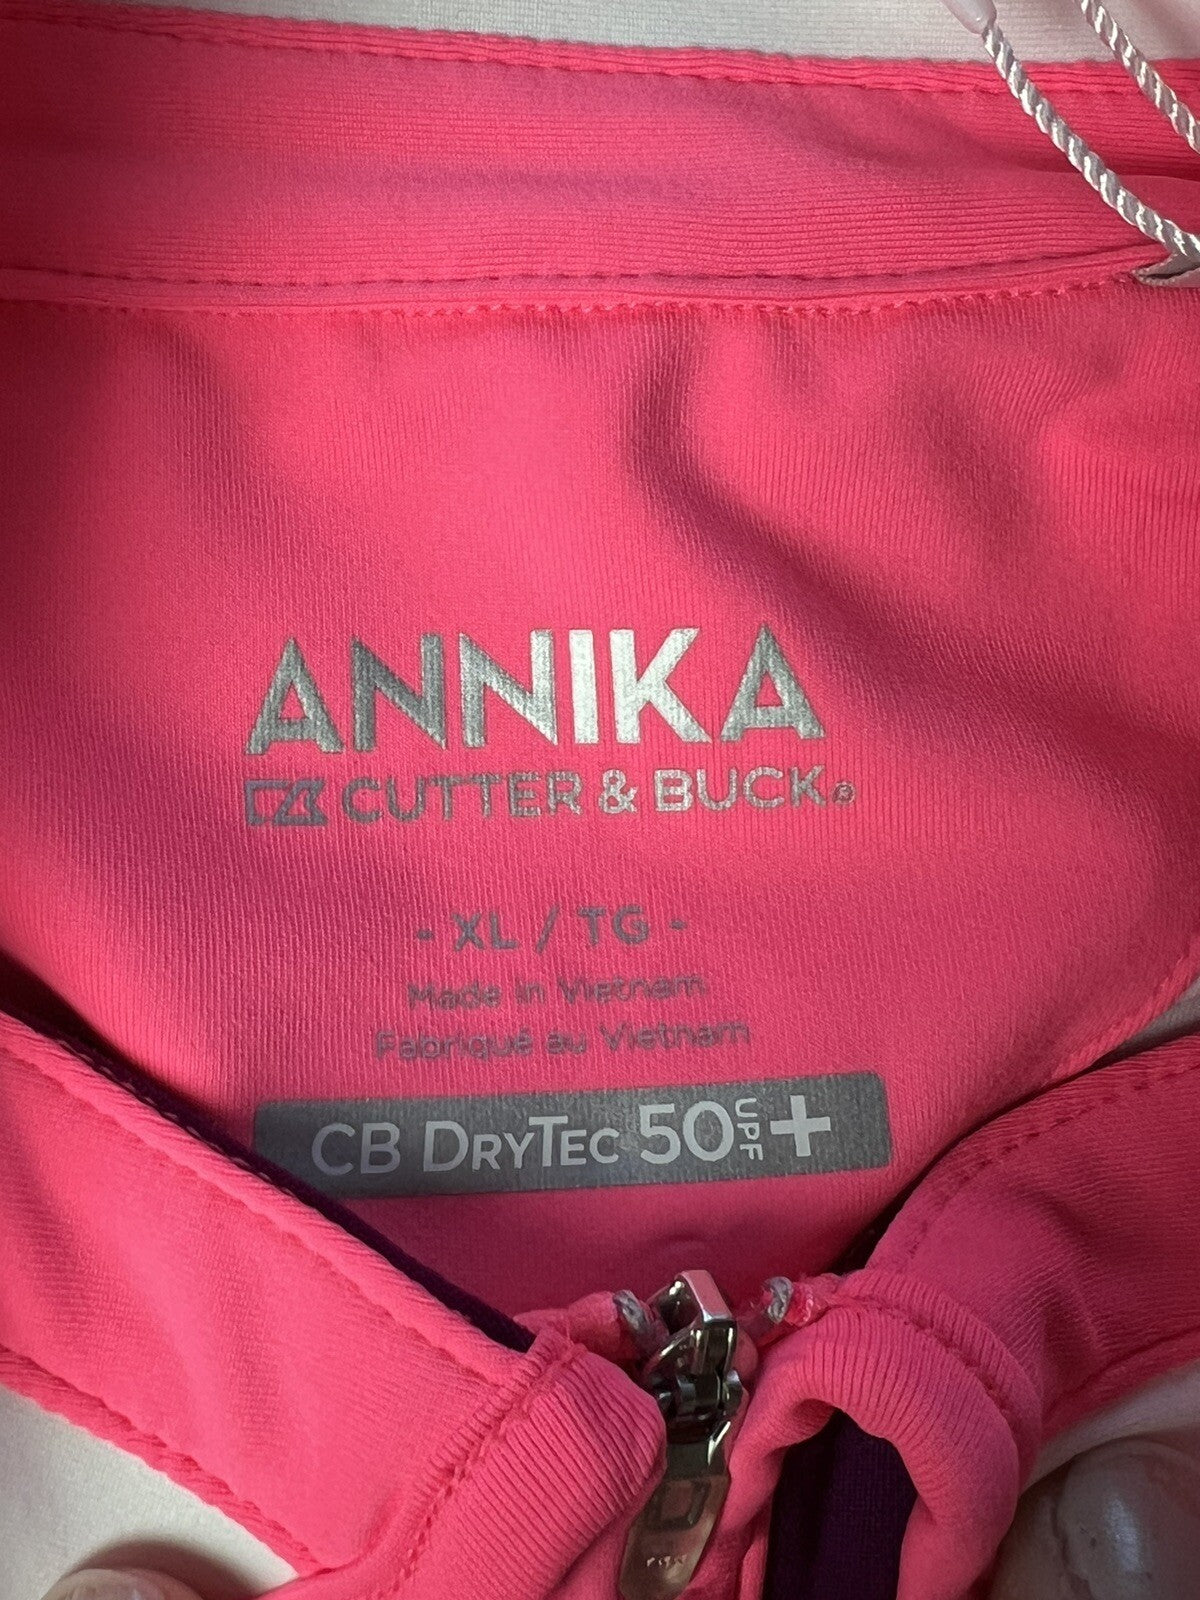 ANNIKA
CUTTER & BUCK®
- XL / TG -
Made in Vietnam
Fabriqué au Vietnam
CB DRYTEC 50 UPF +